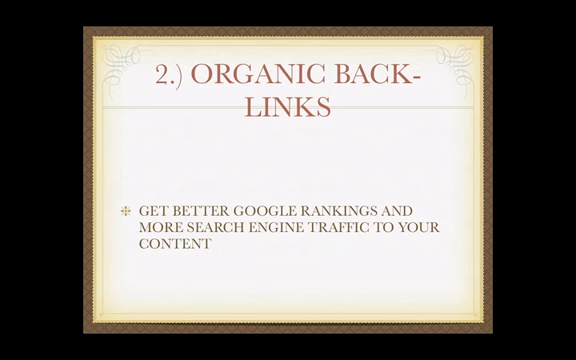 2.) ORGANIC BACK-
LINKS
GET BETTER GOOGLE RANKINGS AND
MORE SEARCH ENGINE TRAFFIC TO YOUR
CONTENT